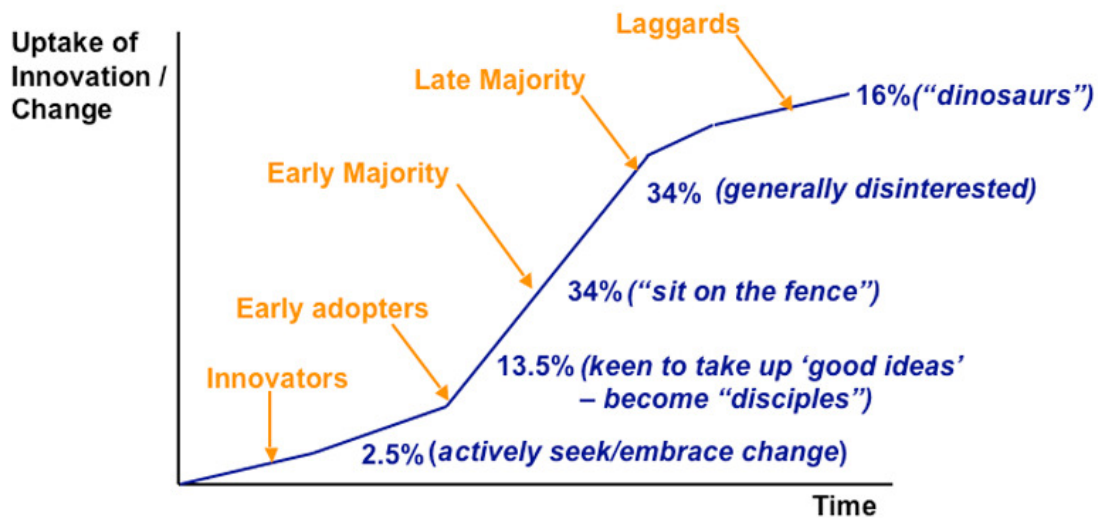 Uptake of
Innovation /
Change
Laggards
Late Majority
16%(“dinosaurs”)
Early Majority
34% (generally disinterested)
34% (“sit on the fence”)
Early adopters
13.5% (keen to take up ‘good ideas’
– become “disciples”)
Innovators
2.5% (actively seek/embrace change)
Time